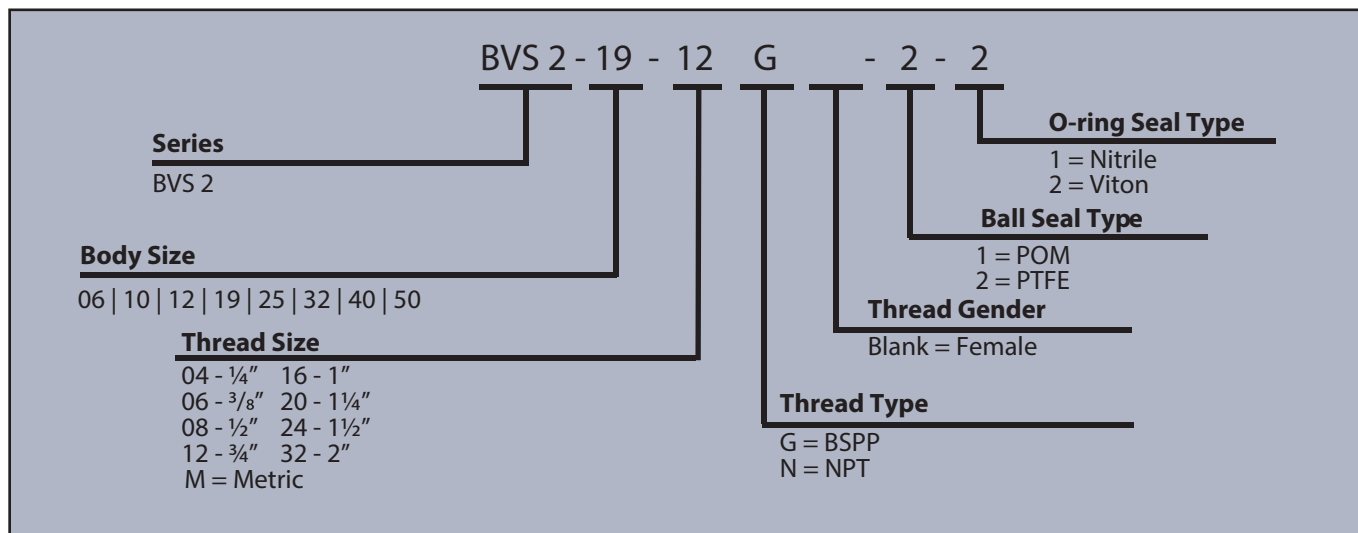 BVS 2 - 19 - 12 G - 2 - 2
O-ring Seal Type
1 = Nitrile
2 = Viton
Series
BVS 2
Ball Seal Type
1 = POM
2 = PTFE
Body Size
06 | 10 | 12 | 19 | 25 | 32 | 40 | 50
Thread Gender
Blank = Female
Thread Size
04 - ¼" 16 - 1"
06 - ³/₈" 20 - 1¼"
08 - ½" 24 - 1½"
12 - ¾" 32 - 2"
M = Metric
Thread Type
G = BSPP
N = NPT